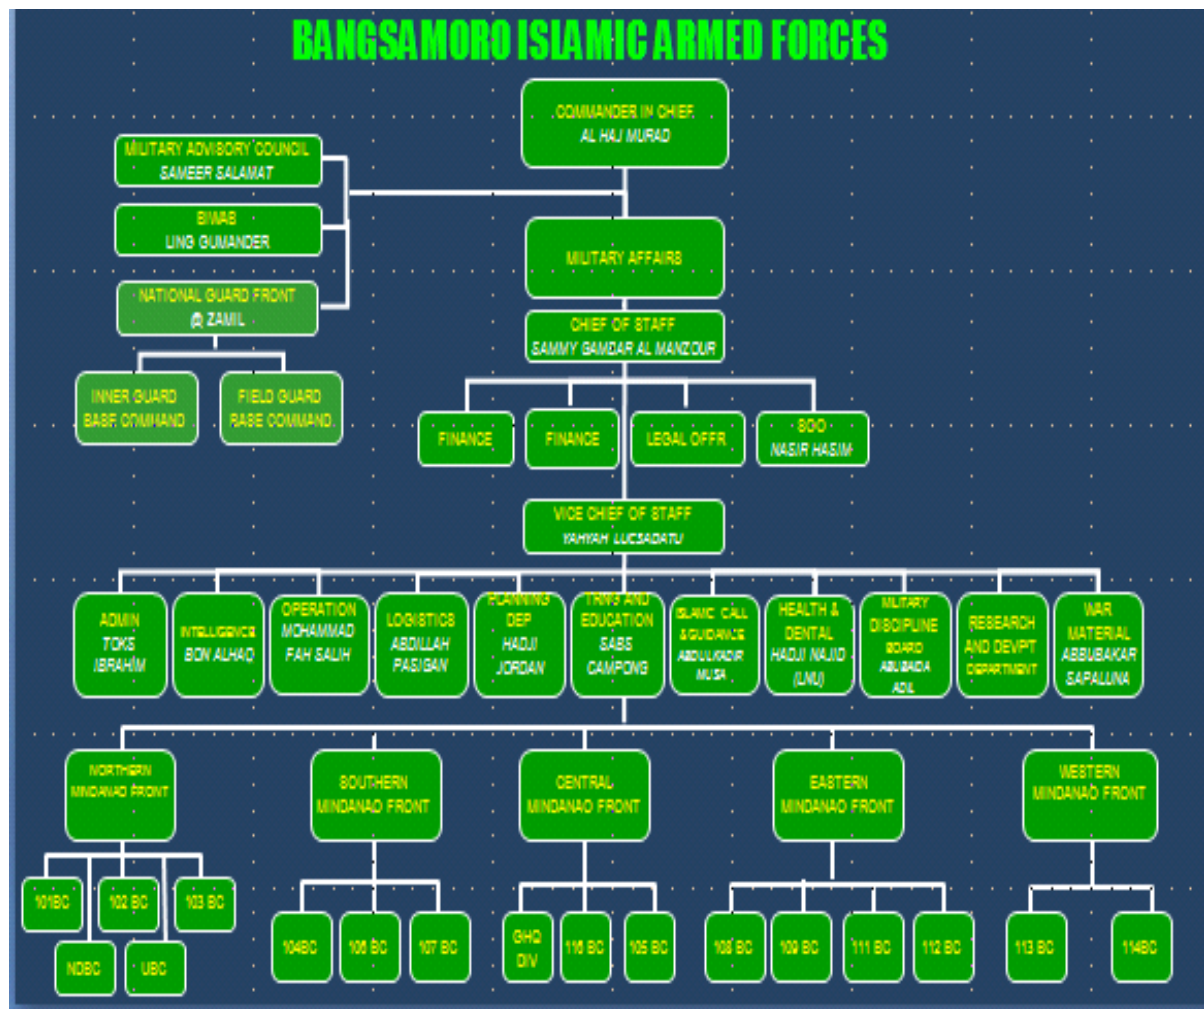 BANGSAMORO ISLAMIC ARMED FORCES
COMMANDER IN CHIEF
AL HAJ MURAD
MILITARY ADVISORY COUNCIL
SAMEER SALAMAT
BIWAB
LING GUMANDER
MILITARY AFFAIRS
NATIONAL GUARD FRONT
@ ZAMIL
CHIEF OF STAFF
SAMMY GAMDAR AL MANZOUR
INNER GUARD
BASE COMMAND
FIELD GUARD
BASE COMMAND
FINANCE
FINANCE
LEGAL OFFR
SDO
NASIR HASIM
VICE CHIEF OF STAFF
YAHYAH LUCSADATU
ADMIN
TOKS
IBRAHIM
INTELLIGENCE
BON ALHAQ
OPERATION
MOHAMMAD
FAH SALIH
LOGISTICS
ABDILLAH
PASIGAN
PLANNING
DEP
HADJI
JORDAN
TRNG AND
EDUCATION
SABS
CAMPONG
ISLAMIC CALL
& GUIDANCE
ABDULKADIR
MUSA
HEALTH &
DENTAL
HADJI NAJID
(LNU)
MILITARY
DISCIPLINE
BOARD
ABUBAIDA
ADIL
RESEARCH
AND DEVPT
DEPARTMENT
WAR
MATERIAL
ABBUBAKAR
SAPALUNA
NORTHERN
MINDANAO FRONT
SOUTHERN
MINDANAO FRONT
CENTRAL
MINDANAO FRONT
EASTERN
MINDANAO FRONT
WESTERN
MINDANAO FRONT
101BC
102 BC
103 BC
NDBC
UBC
104BC
106 BC
107 BC
GHQ
DIV
116 BC
105 BC
108 BC
109 BC
111 BC
112 BC
113 BC
114BC